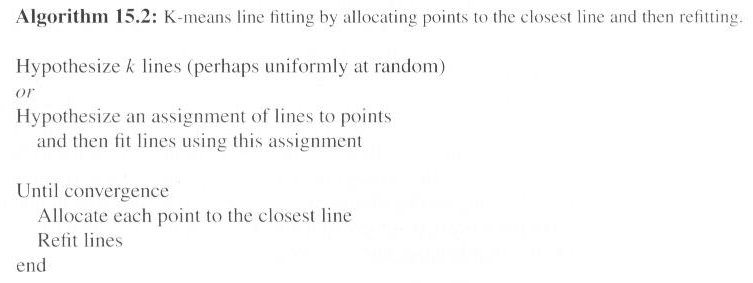 Algorithm 15.2: K-means line fitting by allocating points to the closest line and then refitting.
Hypothesize k lines (perhaps uniformly at random)
or
Hypothesize an assignment of lines to points
and then fit lines using this assignment
Until convergence
Allocate each point to the closest line
Refit lines
end